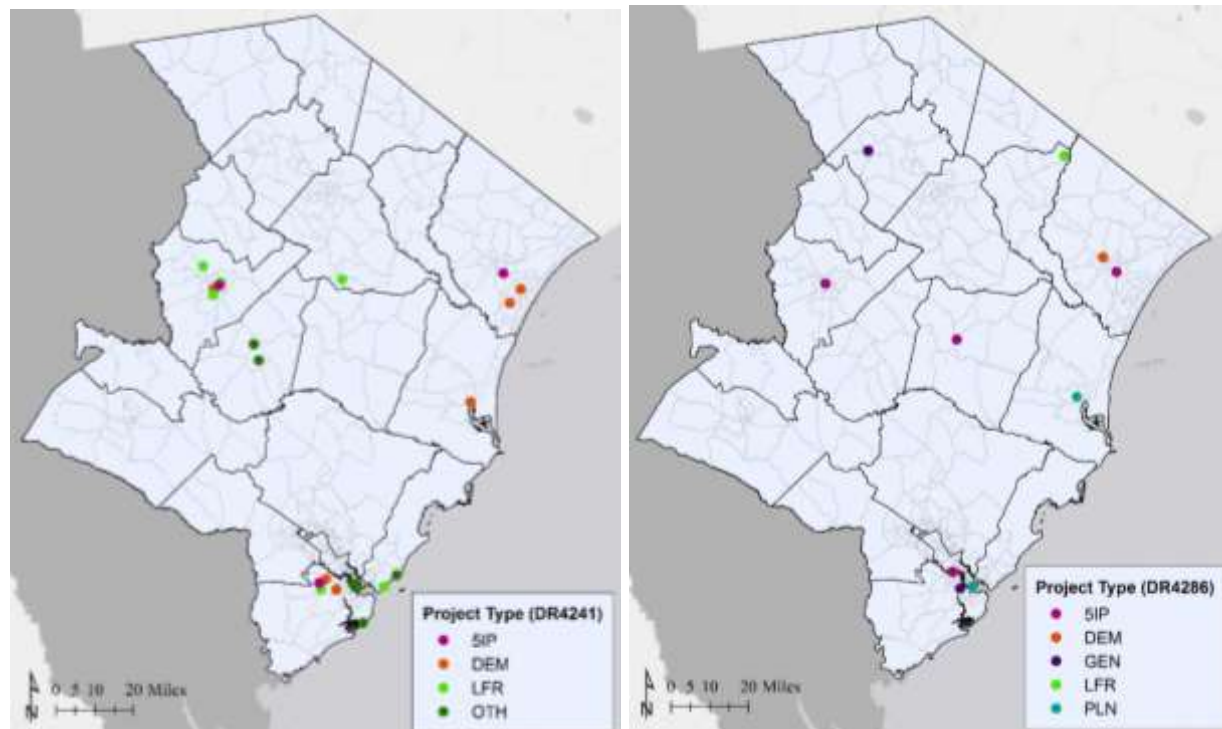 Project Type (DR4241)
5IP
DEM
LFR
OTH
0 5 10 20 Miles
N
Project Type (DR4286)
5IP
DEM
GEN
LFR
PLN
0 5 10 20 Miles
N